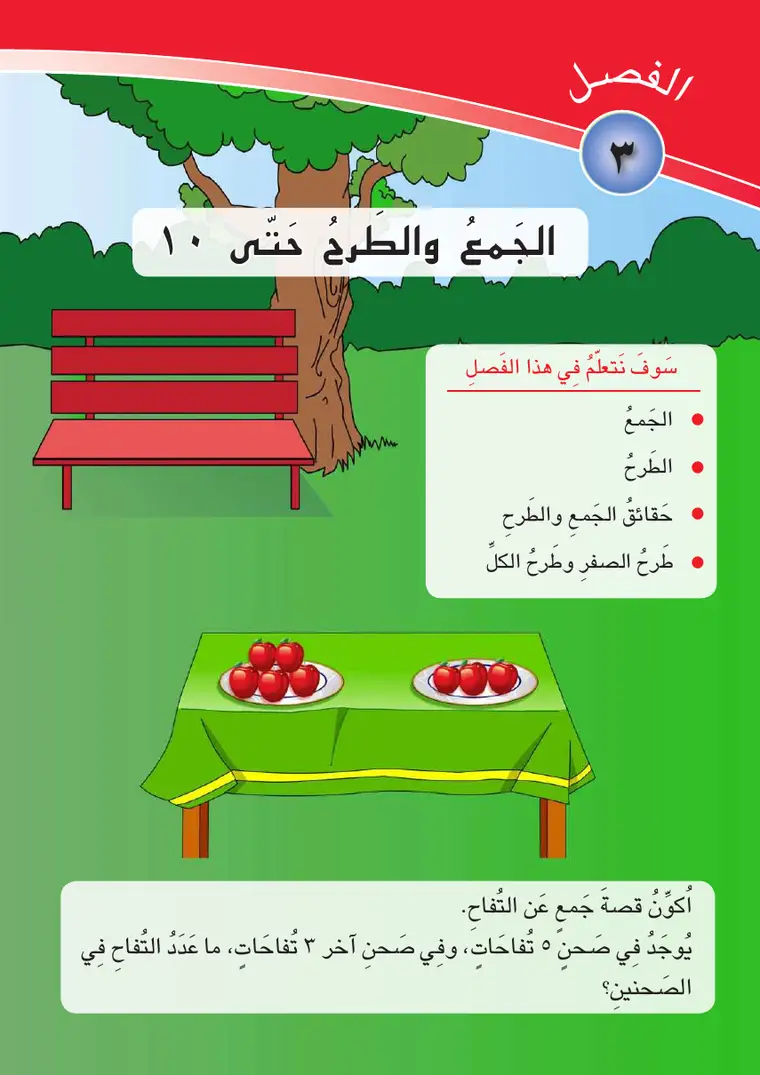 الفصل
٣
الجَمعُ والطَرحُ حَتّى ١٠
سَوفَ نَتعلّمُ فِي هذا الفَصلِ
الجَمعُ
الطَرحُ
حَقائقُ الجَمعِ والطَرحِ
طَرحُ الصفرِ وطَرحُ الكلِّ
اُكوِّنُ قصةَ جَمعٍ عَن التُفاحِ.
يُوجَدُ فِي صَحنٍ ٥ تُفاحَاتٍ، وفِي صَحنِ آخر ٣ تُفاحَاتٍ، ما عَدَدُ التُفاحِ فِي
الصَحنينِ؟